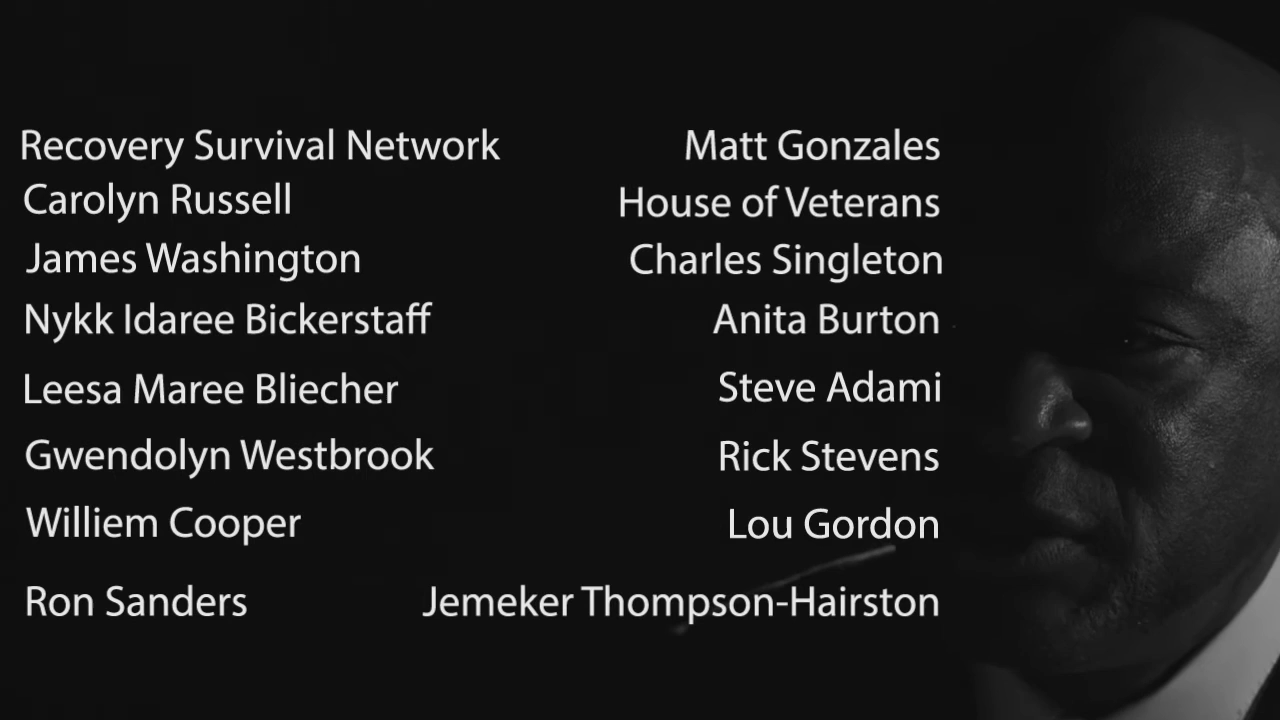 Recovery Survival Network
Matt Gonzales
Carolyn Russell
House of Veterans
James Washington
Charles Singleton
Nykk Idaree Bickerstaff
Anita Burton
Leesa Maree Bliecher
Steve Adami
Gwendolyn Westbrook
Rick Stevens
Williem Cooper
Lou Gordon
Ron Sanders
Jemeker Thompson-Hairston